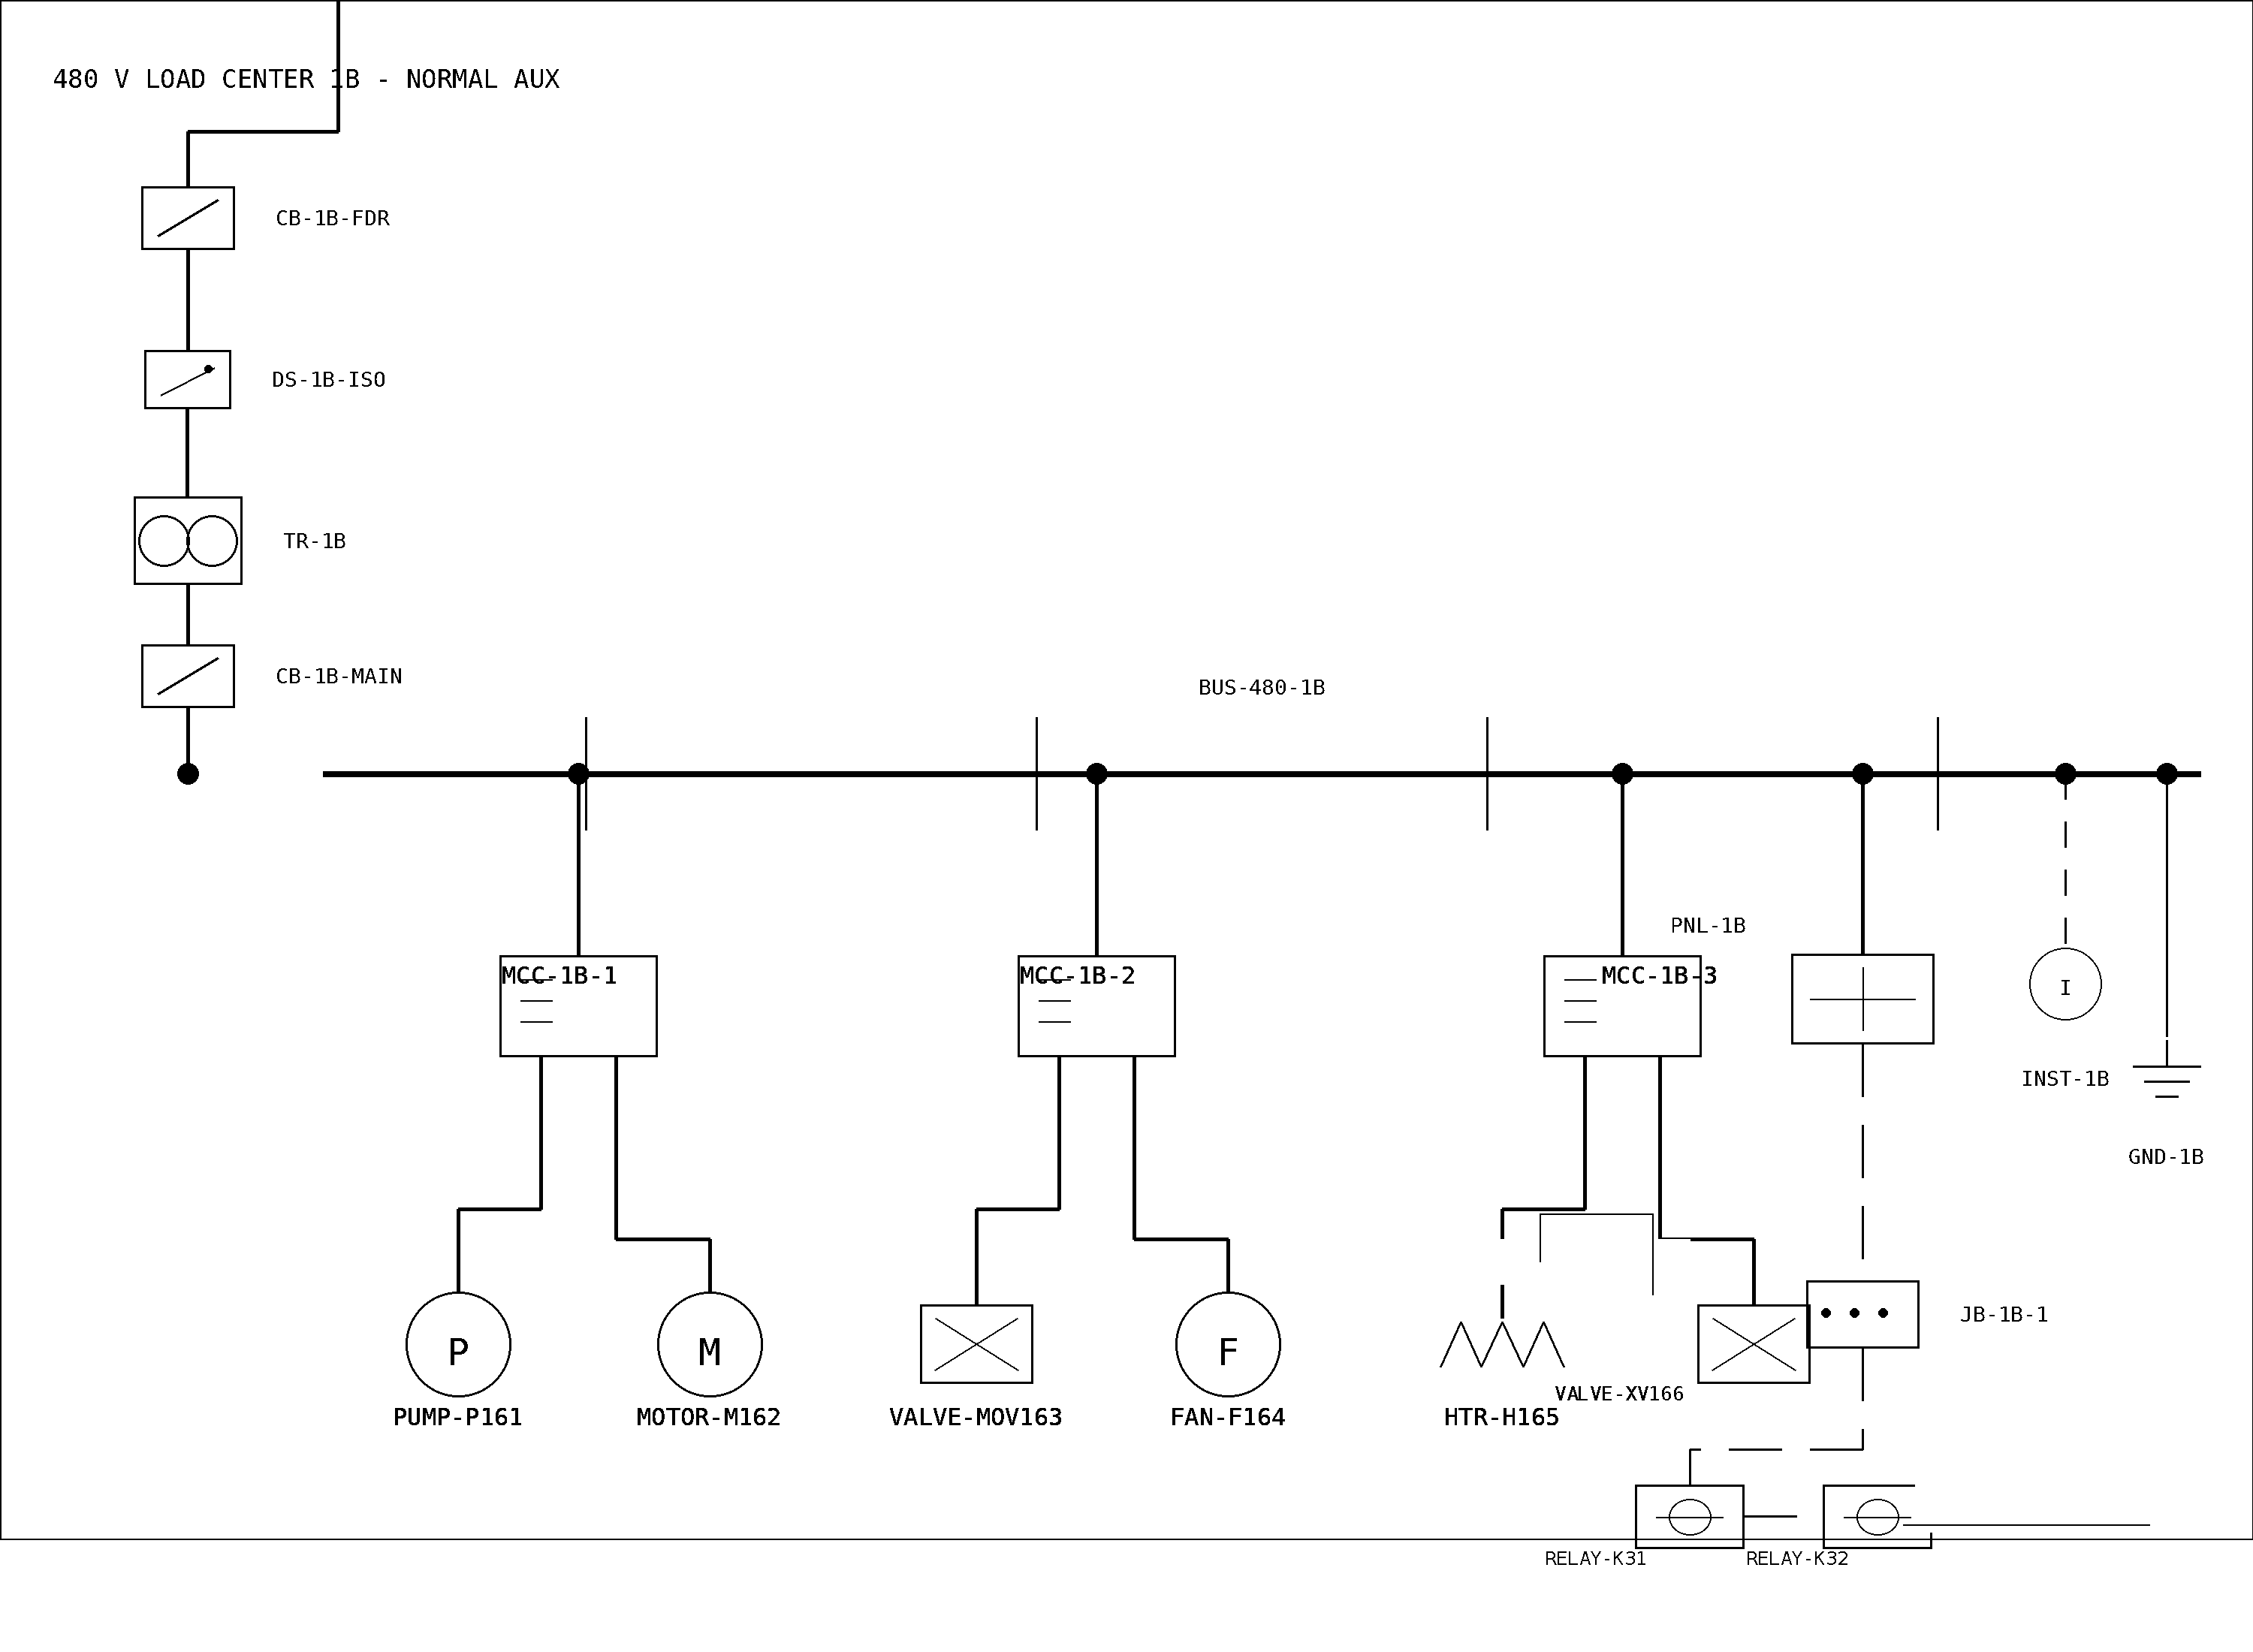 480 V LOAD CENTER 1B - NORMAL AUX
CB-1B-FDR
DS-1B-ISO
TR-1B
CB-1B-MAIN
BUS-480-1B
PNL-1B
MCC-1B-1
MCC-1B-2
MCC-1B-3
I
INST-1B
GND-1B
JB-1B-1
P
M
F
VALVE-XV166
PUMP-P161
MOTOR-M162
VALVE-MOV163
FAN-F164
HTR-H165
RELAY-K31
RELAY-K32